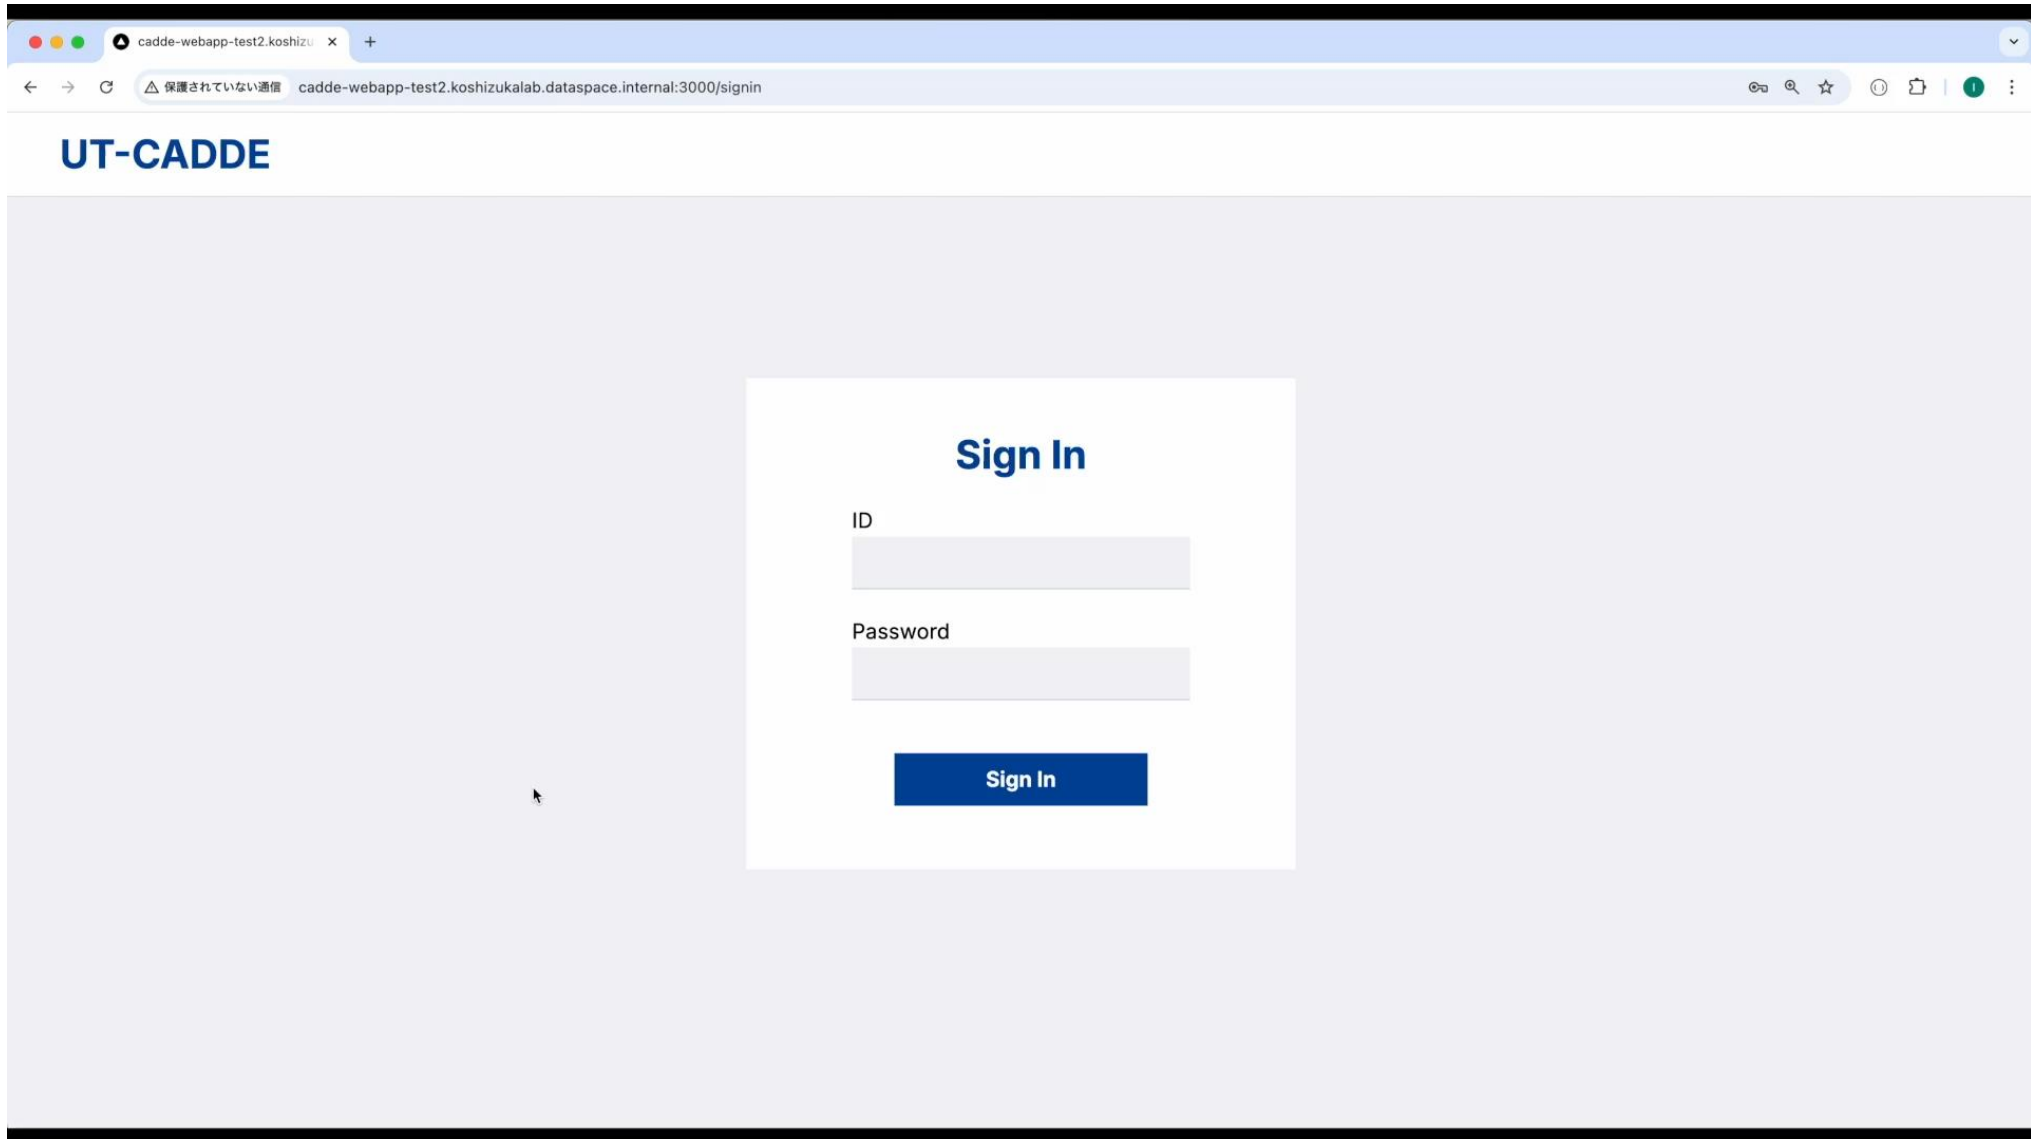 cadde-webapp-test2.koshizu
保護されていない通信 cadde-webapp-test2.koshizukalab.dataspace.internal:3000/signin
UT-CADDE
Sign In
ID
Password
Sign In